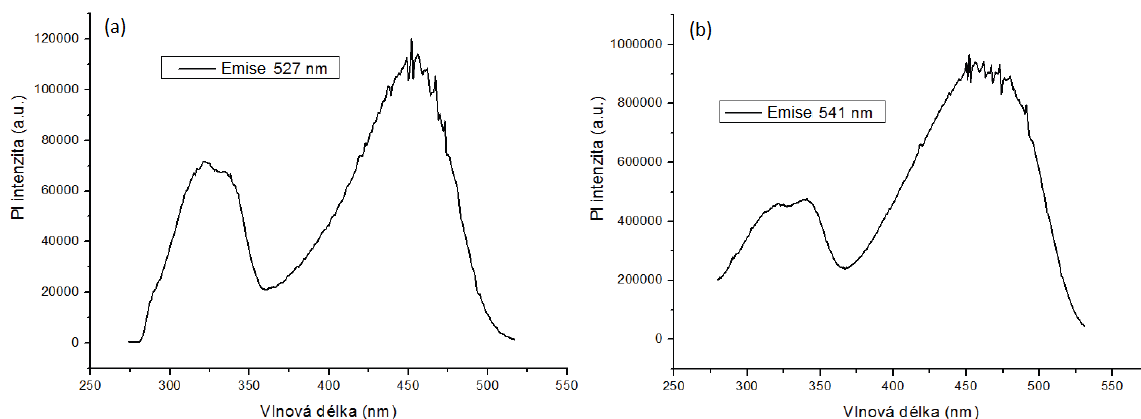 (a)
Emise 527 nm
Pl intenzita (a.u.)
120000
100000
80000
60000
40000
20000
0
250 300 350 400 450 500 550
Vlnová délka (nm)
(b)
Emise 541 nm
Pl intenzita (a.u.)
1000000
800000
600000
400000
200000
0
250 300 350 400 450 500 550
Vlnová délka (nm)